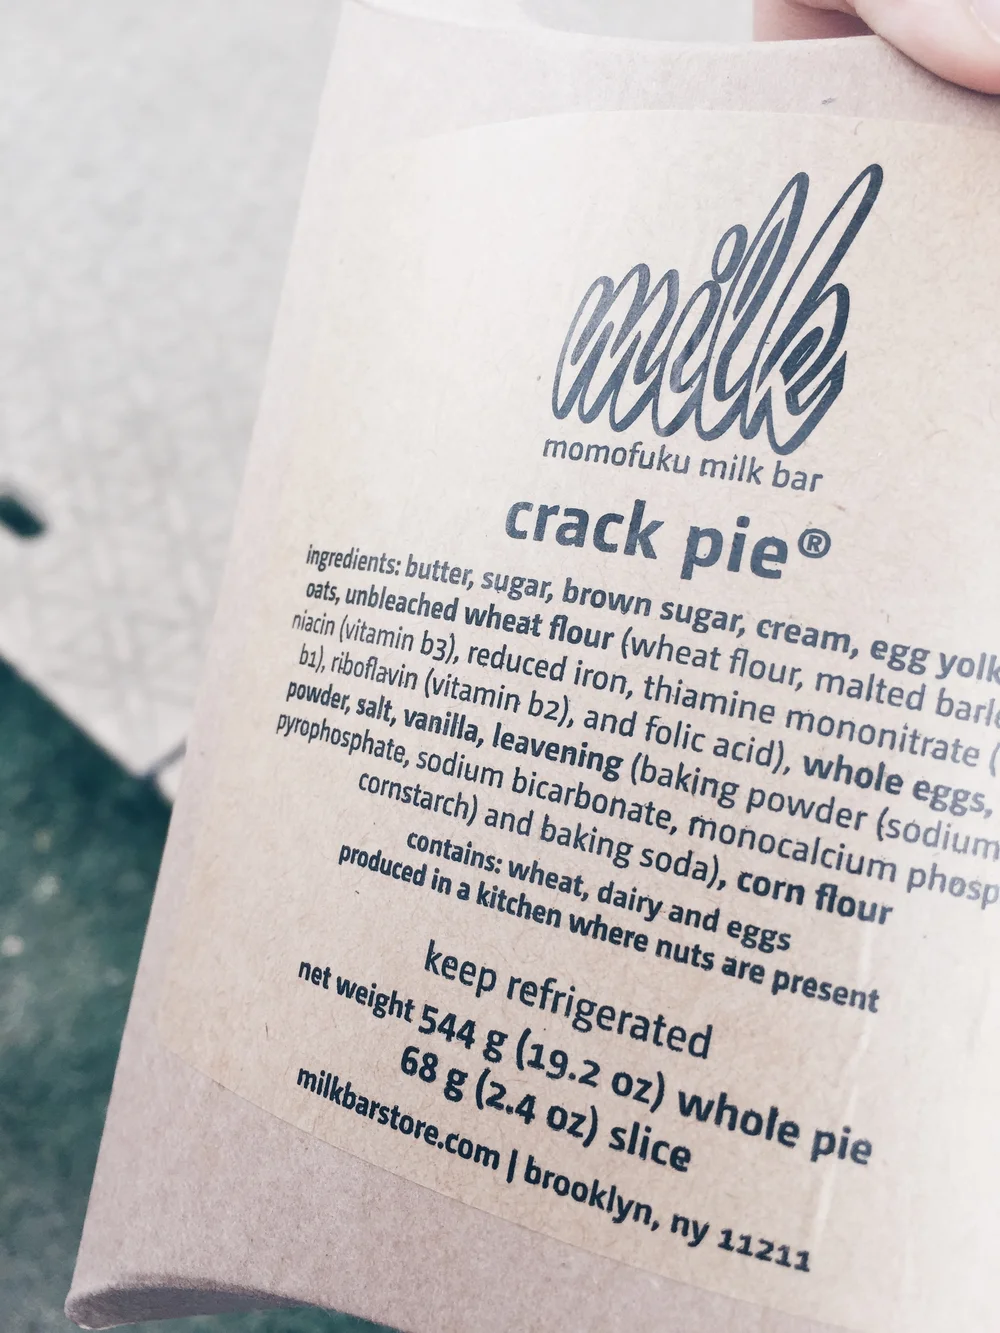 milk
momofuku milk bar
crack pie®
ingredients: butter, sugar, brown sugar, cream, egg
oats, unbleached wheat flour (wheat flour, malted
niacin (vitamin b3), reduced iron, thiamine mononitrate (
b1), riboflavin (vitamin b2), and folic acid), whole eggs,
powder, salt, vanilla, leavening (baking powder (sodium
pyrophosphate, sodium bicarbonate, monocalcium
cornstarch) and baking soda), corn flour
contains: wheat, dairy and eggs
produced in a kitchen where nuts are present
keep refrigerated
net weight 544 g (19.2 oz) whole pie
68 g (2.4 oz) slice
milkbarstore.com | brooklyn, ny 11211